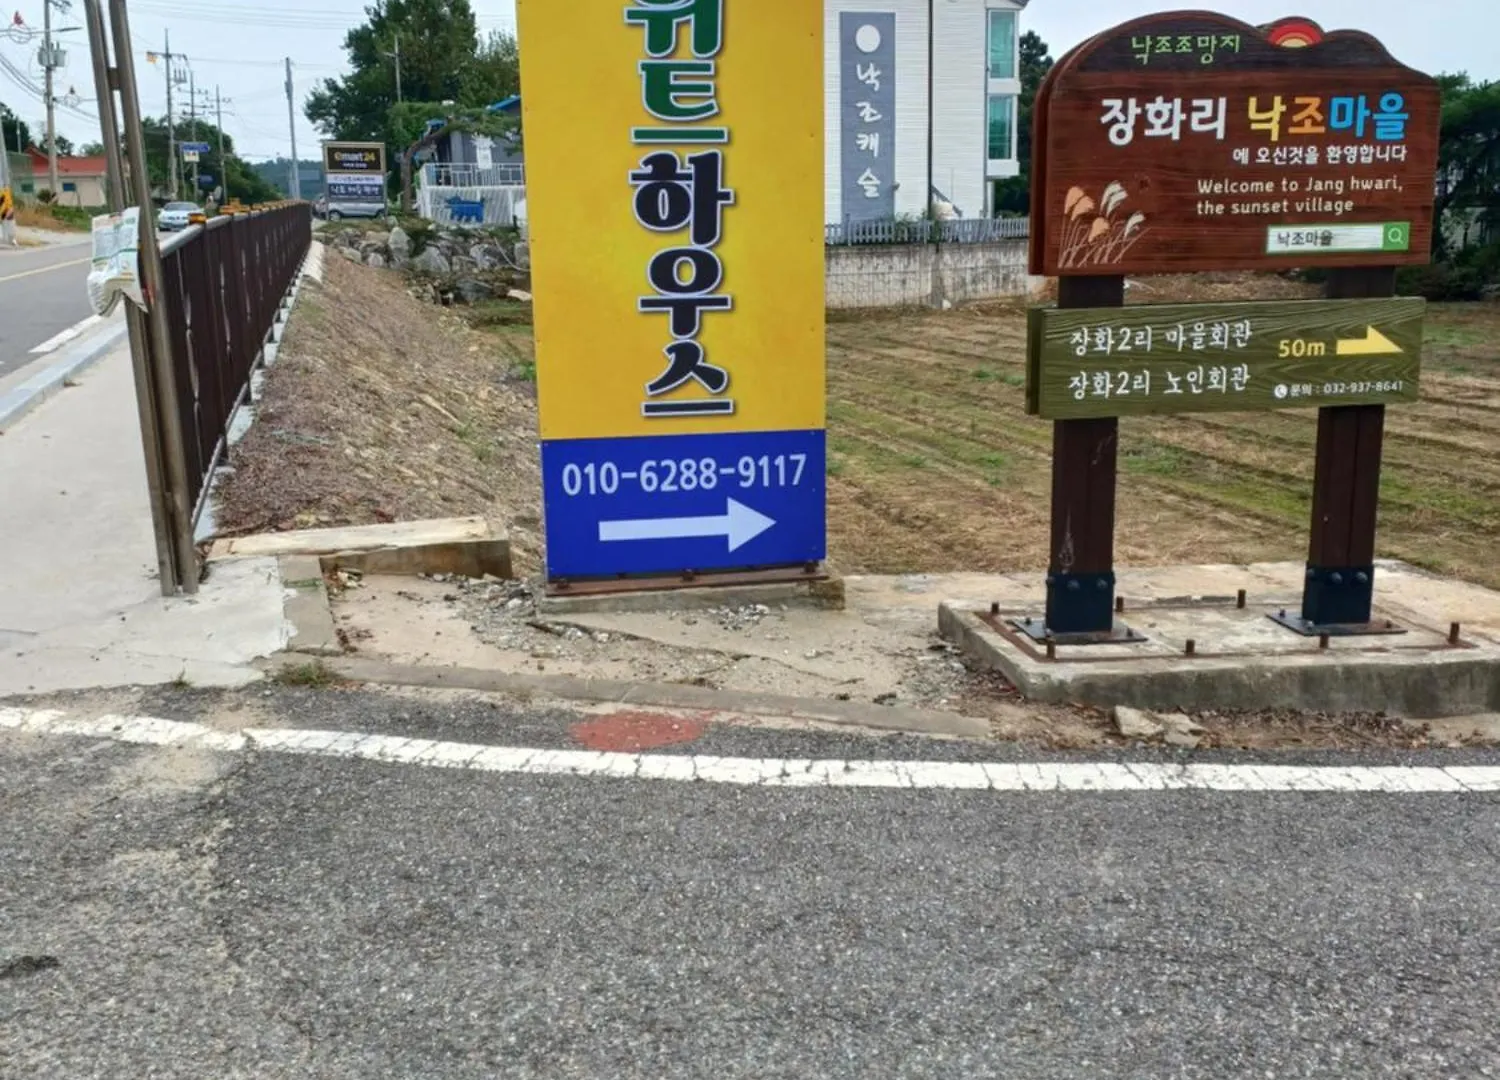 위트하우스
010-6288-9117
emart24
낙조캐슬
낙조조망지
장화리 낙조마을
에 오신것을 환영합니다
Welcome to Jang hwari,
the sunset village
낙조마을
장화2리 마을회관
50m
장화2리 노인회관
문의 : 032-937-8641